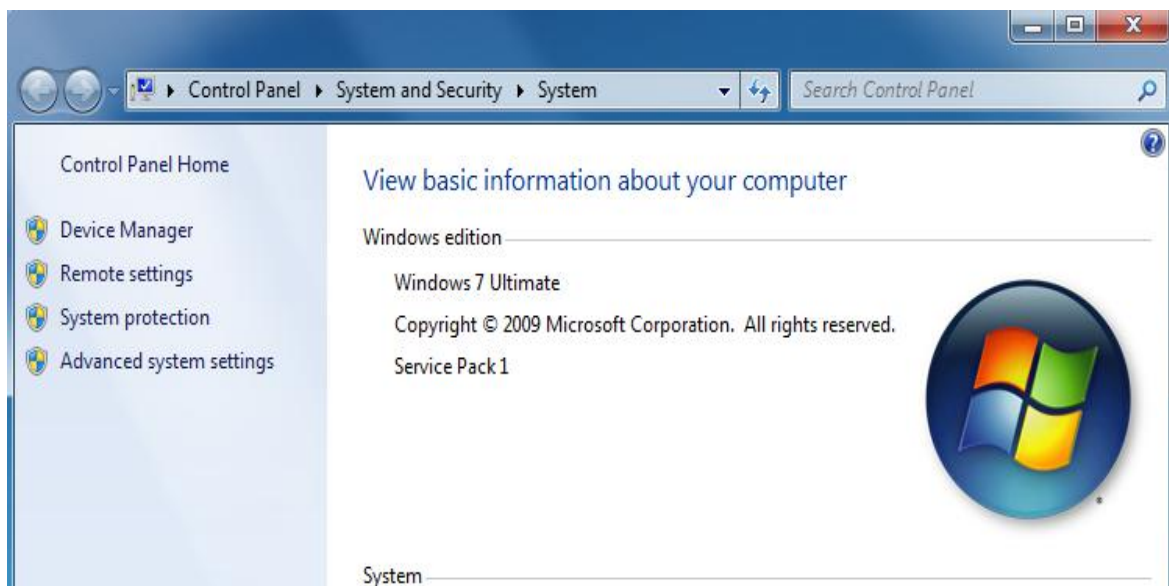 Control Panel ▸ System and Security ▸ System
Search Control Panel
Control Panel Home
Device Manager
Remote settings
System protection
Advanced system settings
View basic information about your computer
Windows edition
Windows 7 Ultimate
Copyright © 2009 Microsoft Corporation. All rights reserved.
Service Pack 1
System